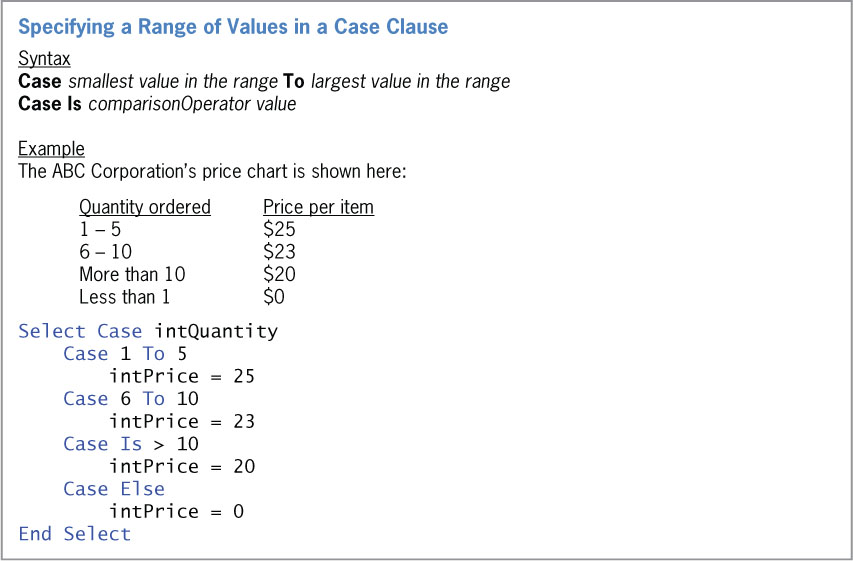 Specifying a Range of Values in a Case Clause
Syntax
Case smallest value in the range To largest value in the range
Case Is comparisonOperator value
Example
The ABC Corporation's price chart is shown here:
Quantity ordered Price per item
1 – 5 $25
6 – 10 $23
More than 10 $20
Less than 1 $0
Select Case intQuantity
    Case 1 To 5
        intPrice = 25
    Case 6 To 10
        intPrice = 23
    Case Is > 10
        intPrice = 20
    Case Else
        intPrice = 0
End Select